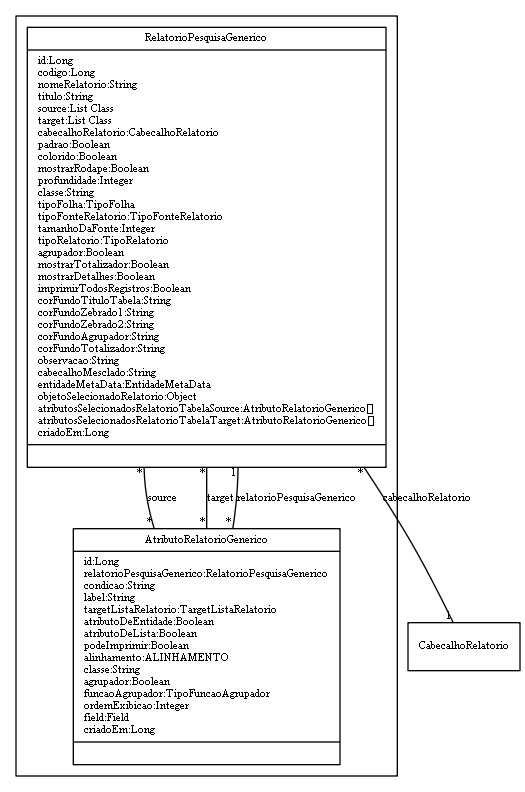 RelatorioPesquisaGenerico
id:Long
codigo:Long
nomeRelatorio:String
titulo:String
source:List Class
target:List Class
cabecalhoRelatorio:CabecalhoRelatorio
padrao:Boolean
colorido:Boolean
mostrarRodape:Boolean
profundidade:Integer
classe:String
tipoFolha:TipoFolha
tipoFonteRelatorio:TipoFonteRelatorio
tamanhoDaFonte:Integer
tipoRelatorio:TipoRelatorio
agrupador:Boolean
mostrarTotalizador:Boolean
mostrarDetalhes:Boolean
imprimirTodosRegistros:Boolean
corFundoTituloTabela:String
corFundoZebrado1:String
corFundoZebrado2:String
corFundoAgrupador:String
corFundoTotalizador:String
observacao:String
cabecalhoMesclado:String
entidadeMetaData:EntidadeMetaData
objetoSelecionadoRelatorio:Object
atributosSelecionadosRelatorioTabelaSource:AtributoRelatorioGenerico[]
atributosSelecionadosRelatorioTabelaTarget:AtributoRelatorioGenerico[]
criadoEm:Long
* * 1 *
source target relatorioPesquisaGenerico cabecalhoRelatorio
* * *
AtributoRelatorioGenerico
id:Long
relatorioPesquisaGenerico:RelatorioPesquisaGenerico
condicao:String
label:String
targetListaRelatorio:TargetListaRelatorio
atributoDeEntidade:Boolean
atributoDeLista:Boolean
podeImprimir:Boolean
alinhamento:ALINHAMENTO
classe:String
agrupador:Boolean
funcaoAgrupador:TipoFuncaoAgrupador
ordemExibicao:Integer
field:Field
criadoEm:Long
1
CabecalhoRelatorio